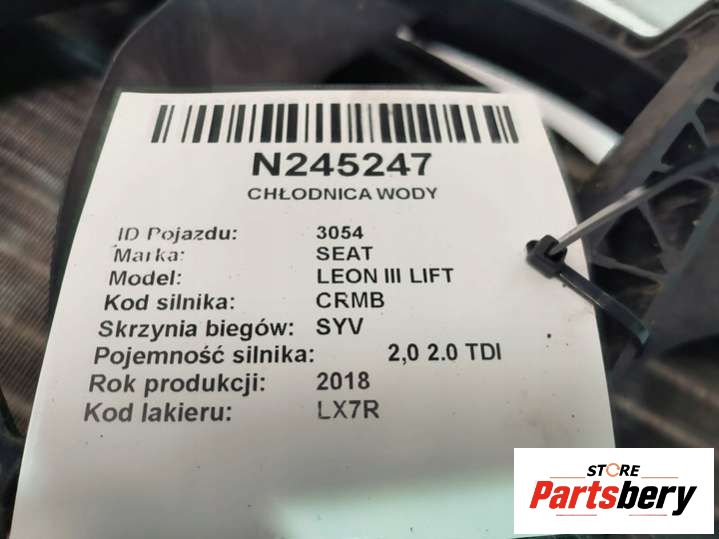 N245247
CHŁODNICA WODY
ID Pojazdu: 3054
Marka: SEAT
Model: LEON III LIFT
Kod silnika: CRMB
Skrzynia biegów: SYV
Pojemność silnika: 2,0 2.0 TDI
Rok produkcji: 2018
Kod lakieru: LX7R
STORE
Partsbery